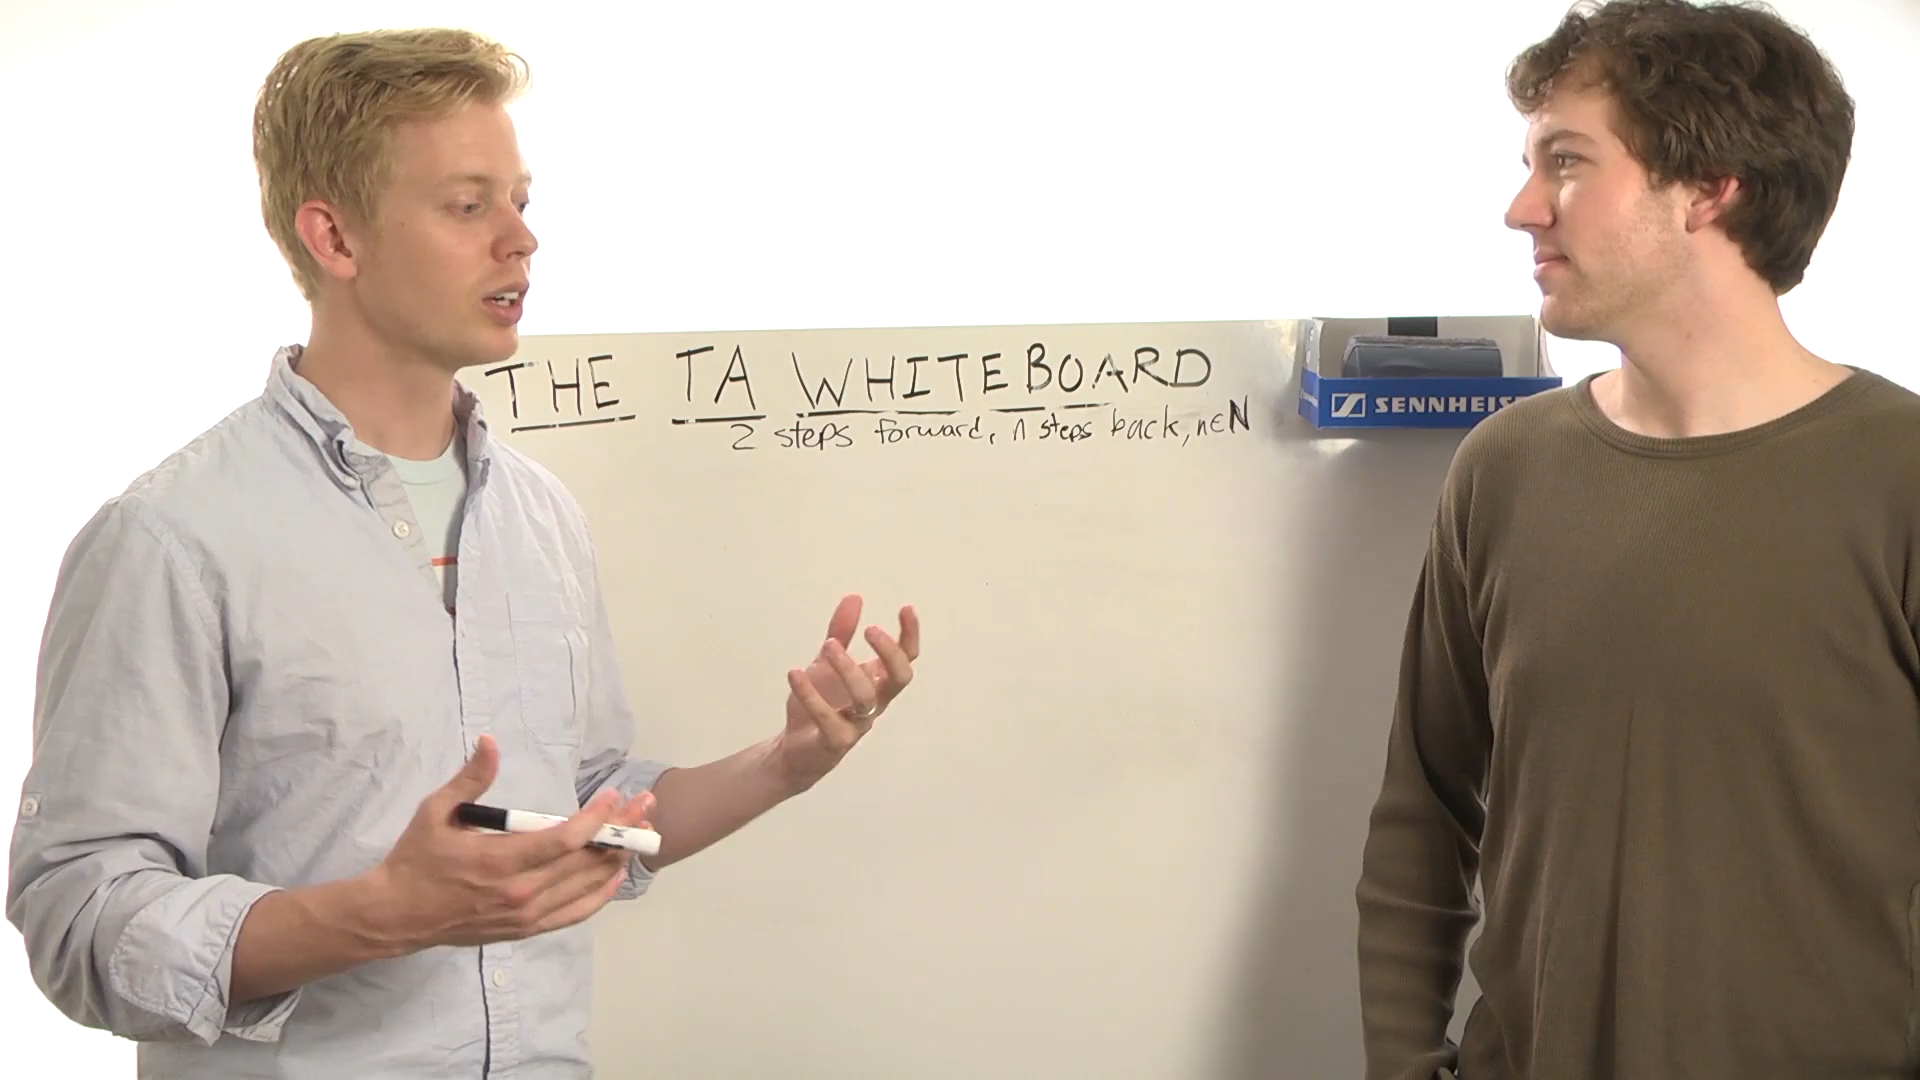 THE TA WHITEBOARD
2 steps forward, n steps back, n∈N
SENNHEIS